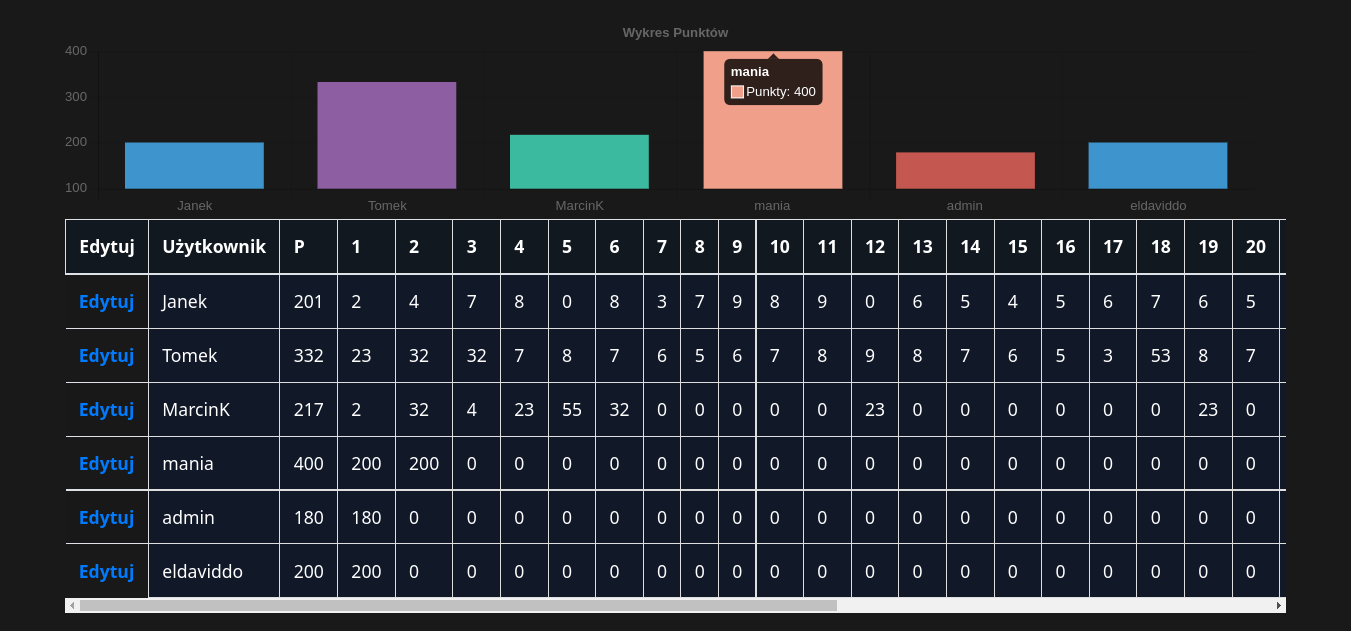 Wykres Punktów
400
300
200
100
mania
Punkty: 400
Janek Tomek MarcinK mania admin eldaviddo
Edytuj Użytkownik P 1 2 3 4 5 6 7 8 9 10 11 12 13 14 15 16 17 18 19 20
Edytuj Janek 201 2 4 7 8 0 8 3 7 9 8 9 0 6 5 4 5 6 7 6 5
Edytuj Tomek 332 23 32 32 7 8 7 6 5 6 7 8 9 8 7 6 5 3 53 8 7
Edytuj MarcinK 217 2 32 4 23 55 32 0 0 0 0 0 23 0 0 0 0 0 0 23 0
Edytuj mania 400 200 200 0 0 0 0 0 0 0 0 0 0 0 0 0 0 0 0 0 0
Edytuj admin 180 180 0 0 0 0 0 0 0 0 0 0 0 0 0 0 0 0 0 0 0
Edytuj eldaviddo 200 200 0 0 0 0 0 0 0 0 0 0 0 0 0 0 0 0 0 0 0